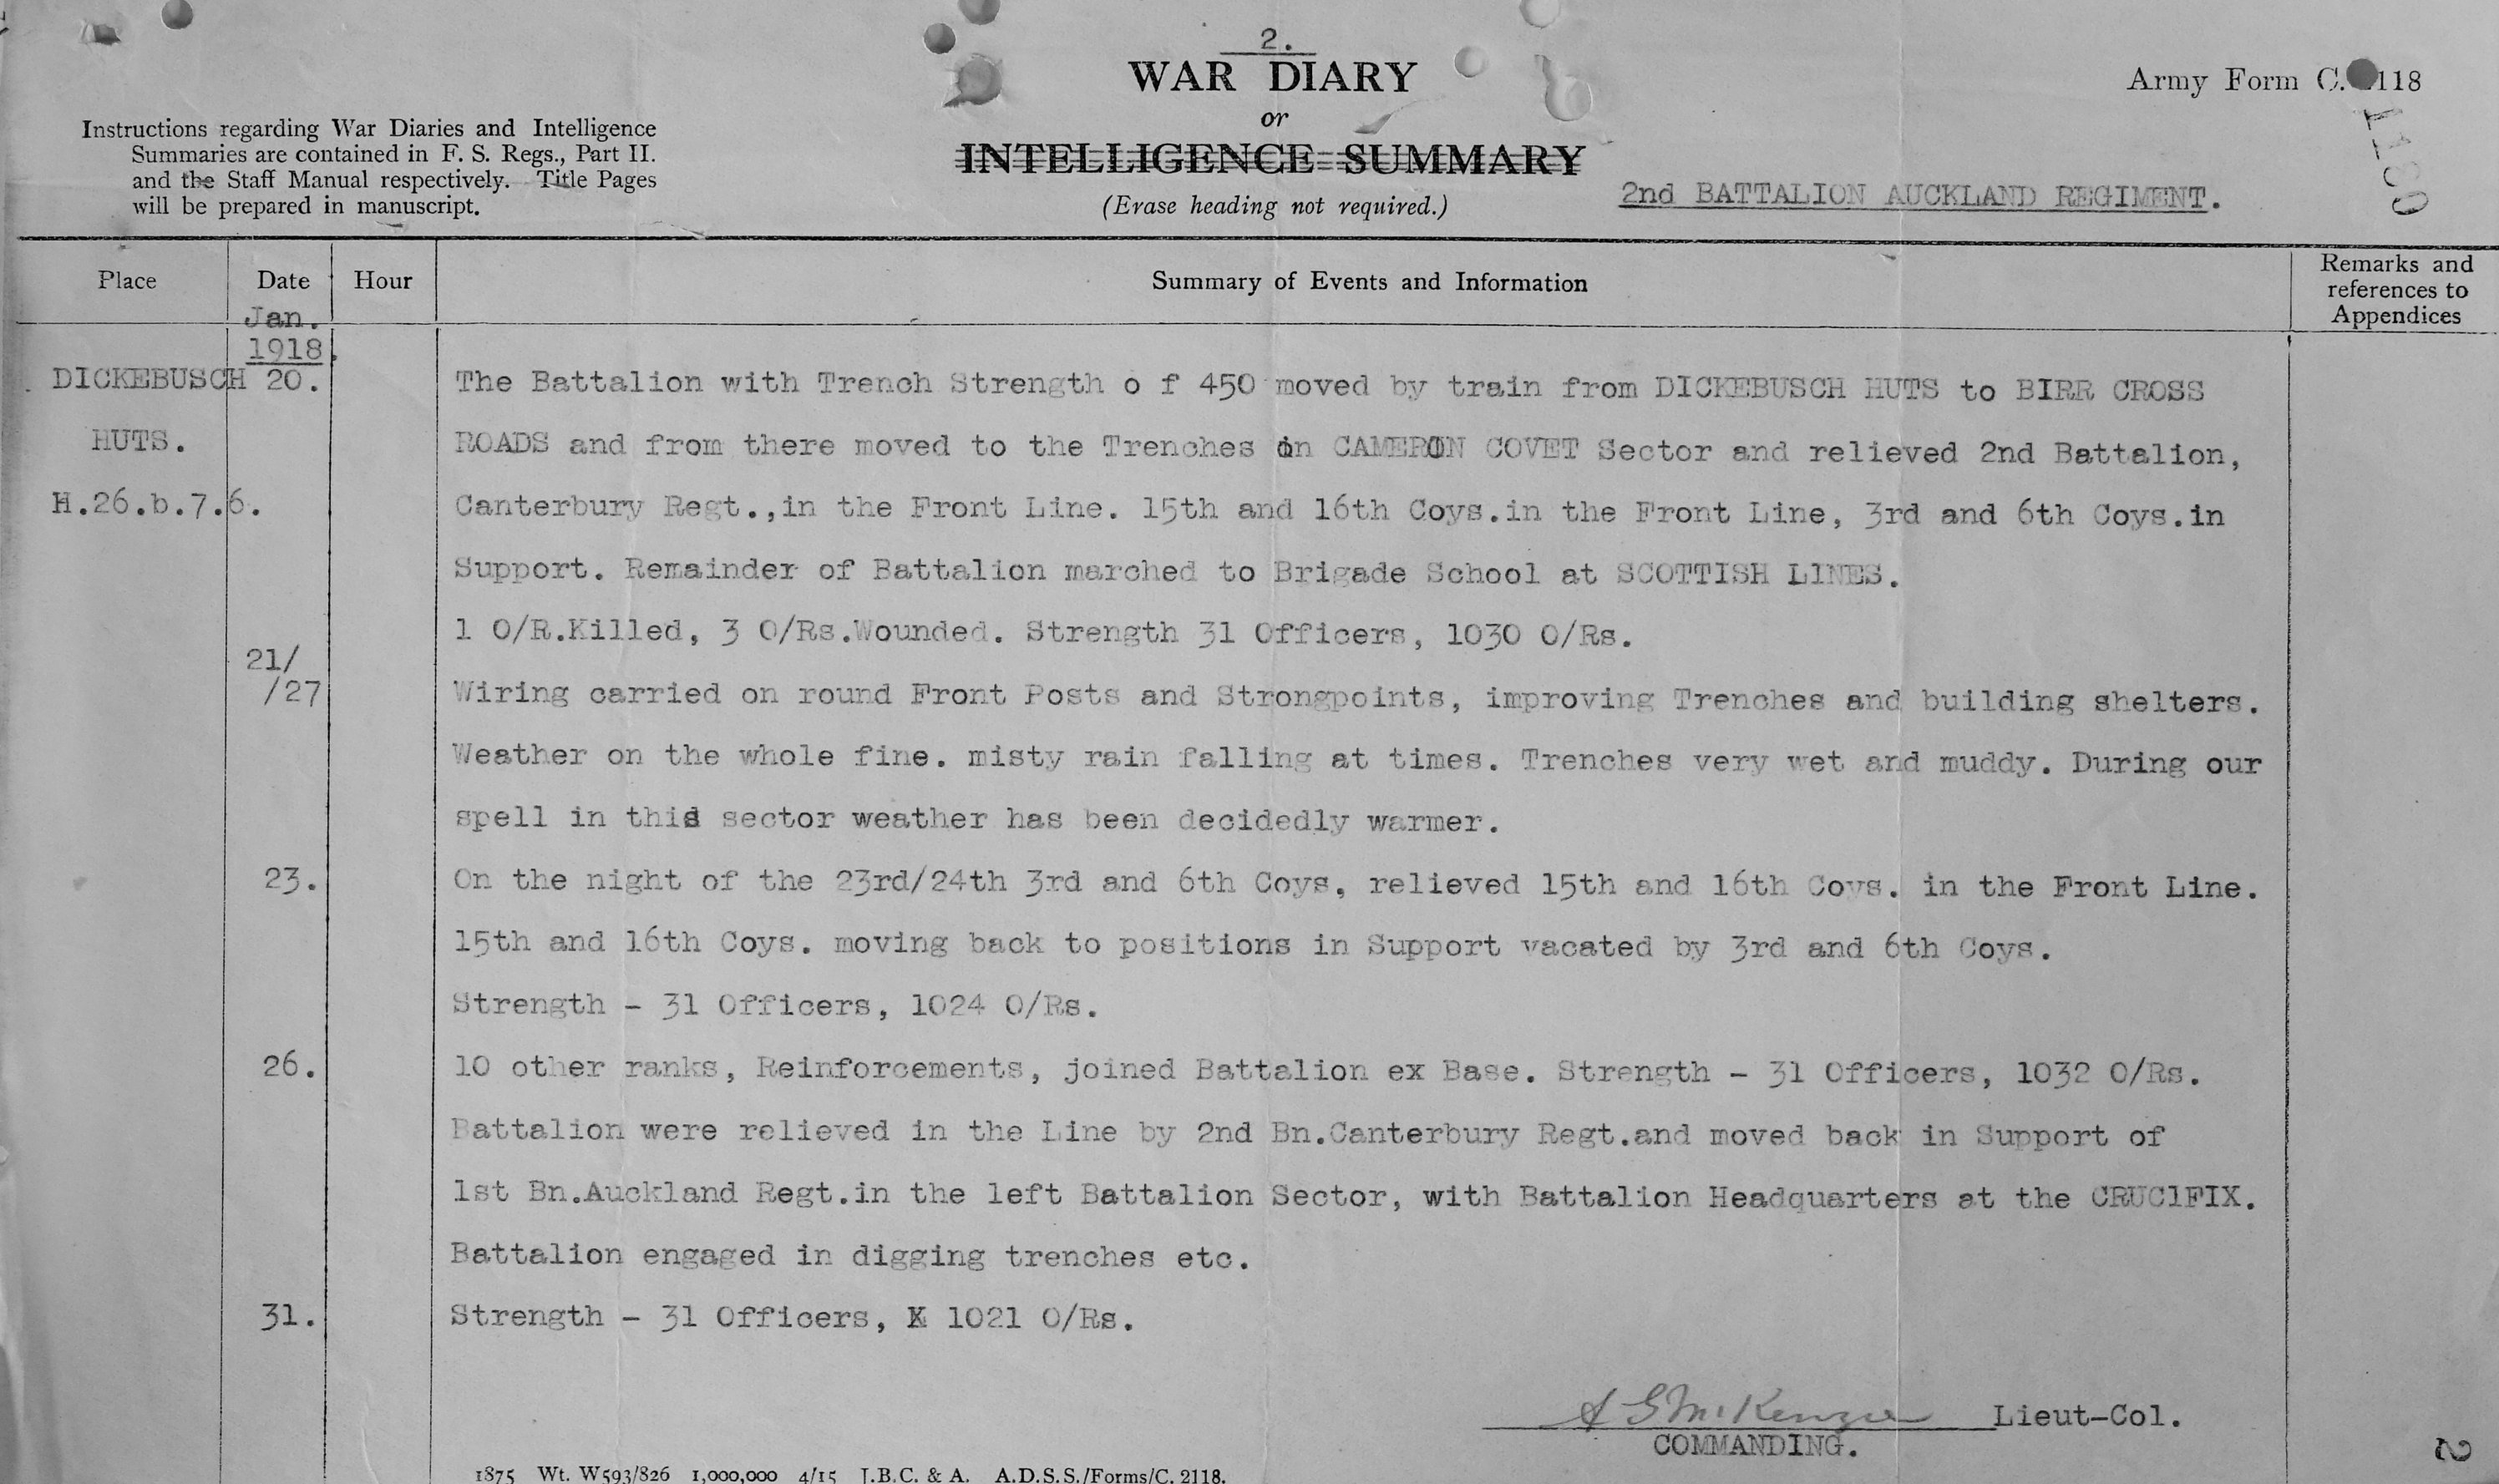 2.
WAR DIARY
or
INTELLIGENCE SUMMARY
(Erase heading not required.)
Army Form C. 2118
1180
Instructions regarding War Diaries and Intelligence
Summaries are contained in F. S. Regs., Part II.
and the Staff Manual respectively. Title Pages
will be prepared in manuscript.
2nd BATTALION AUCKLAND REGIMENT.
Place Date Hour Summary of Events and Information Remarks and references to Appendices
Jan.
1918.
DICKEBUSCH 20. The Battalion with Trench Strength o f 450 moved by train from DICKEBUSCH HUTS to BIRR CROSS
HUTS. ROADS and from there moved to the Trenches in CAMERON COVET Sector and relieved 2nd Battalion,
H.26.b.7.6. Canterbury Regt.,in the Front Line. 15th and 16th Coys.in the Front Line, 3rd and 6th Coys.in
Support. Remainder of Battalion marched to Brigade School at SCOTTISH LINES.
1 O/R.Killed, 3 O/Rs.Wounded. Strength 31 Officers, 1030 O/Rs.
21/
/27 Wiring carried on round Front Posts and Strongpoints, improving Trenches and building shelters.
Weather on the whole fine. misty rain falling at times. Trenches very wet and muddy. During our
spell in this sector weather has been decidedly warmer.
23. On the night of the 23rd/24th 3rd and 6th Coys, relieved 15th and 16th Coys. in the Front Line.
15th and 16th Coys. moving back to positions in Support vacated by 3rd and 6th Coys.
Strength - 31 Officers, 1024 O/Rs.
26. 10 other ranks, Reinforcements, joined Battalion ex Base. Strength - 31 Officers, 1032 O/Rs.
Battalion were relieved in the Line by 2nd Bn.Canterbury Regt.and moved back in Support of
1st Bn.Auckland Regt.in the left Battalion Sector, with Battalion Headquarters at the CRUC1FIX.
Battalion engaged in digging trenches etc.
31. Strength - 31 Officers, X 1021 O/Rs.
S G McKenzie Lieut-Col.
COMMANDING.
2
1875 Wt. W593/826 1,000,000 4/15 J.B.C. & A. A.D.S.S./Forms/C. 2118.